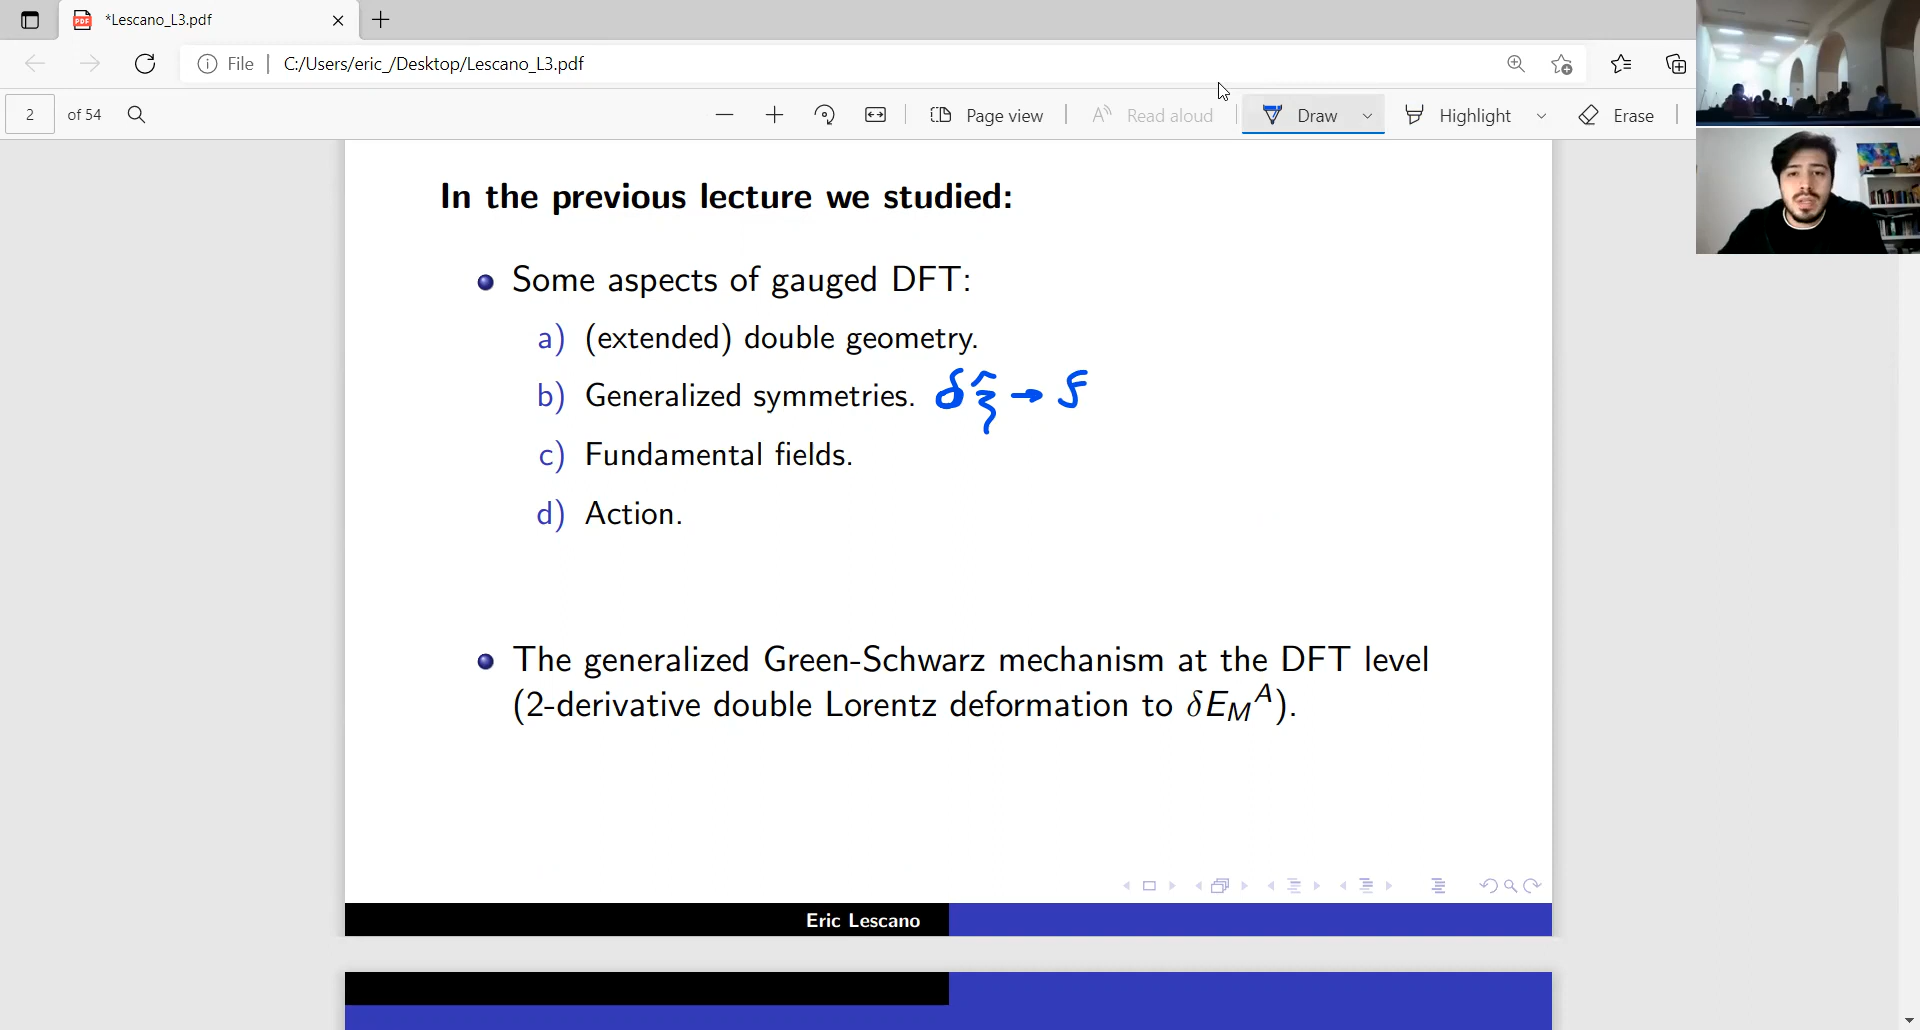 *Lescano_L3.pdf
File | C:/Users/eric_/Desktop/Lescano_L3.pdf
2 of 54 Page view Read aloud Draw Highlight Erase
In the previous lecture we studied:
Some aspects of gauged DFT:
a) (extended) double geometry.
b) Generalized symmetries. δ_ξ̂ → f
c) Fundamental fields.
d) Action.
The generalized Green-Schwarz mechanism at the DFT level
(2-derivative double Lorentz deformation to δE_M^A).
Eric Lescano